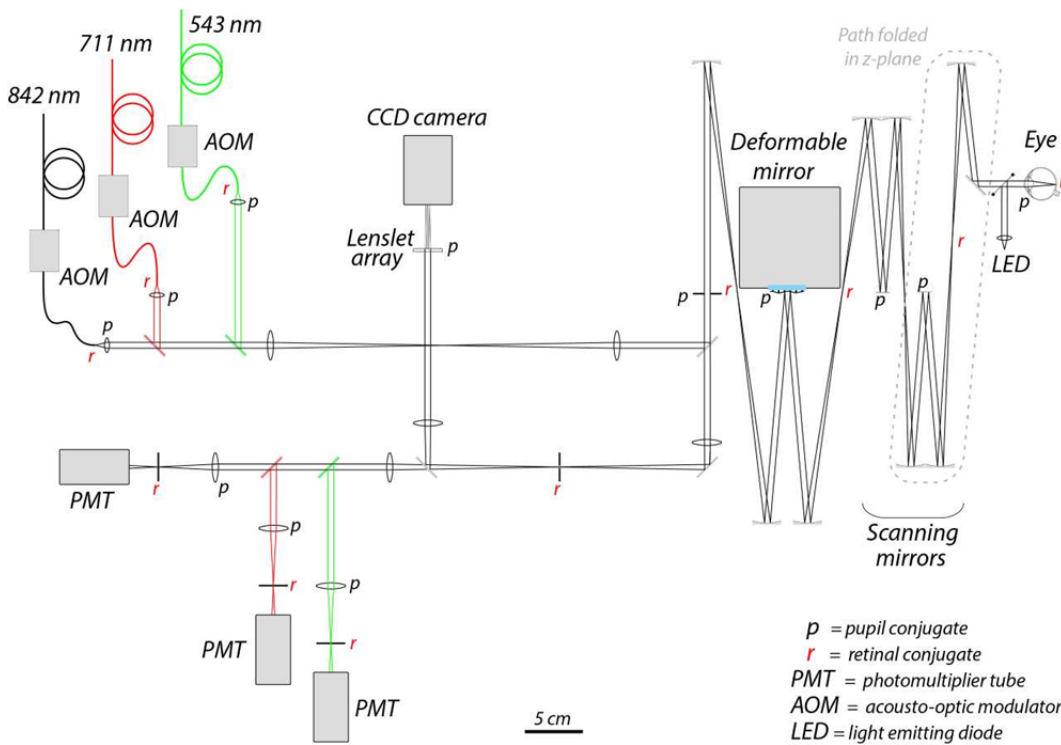 543 nm
711 nm
842 nm
AOM
AOM
AOM
r
p
r
p
p
r
CCD camera
Lenslet
array
p
Path folded
in z-plane
Deformable
mirror
Eye
p
r
p
r
p
r
p
p
r
LED
PMT
r
p
r
p
r
PMT
p
r
PMT
Scanning
mirrors
5 cm
p = pupil conjugate
r = retinal conjugate
PMT = photomultiplier tube
AOM = acousto-optic modulator
LED = light emitting diode